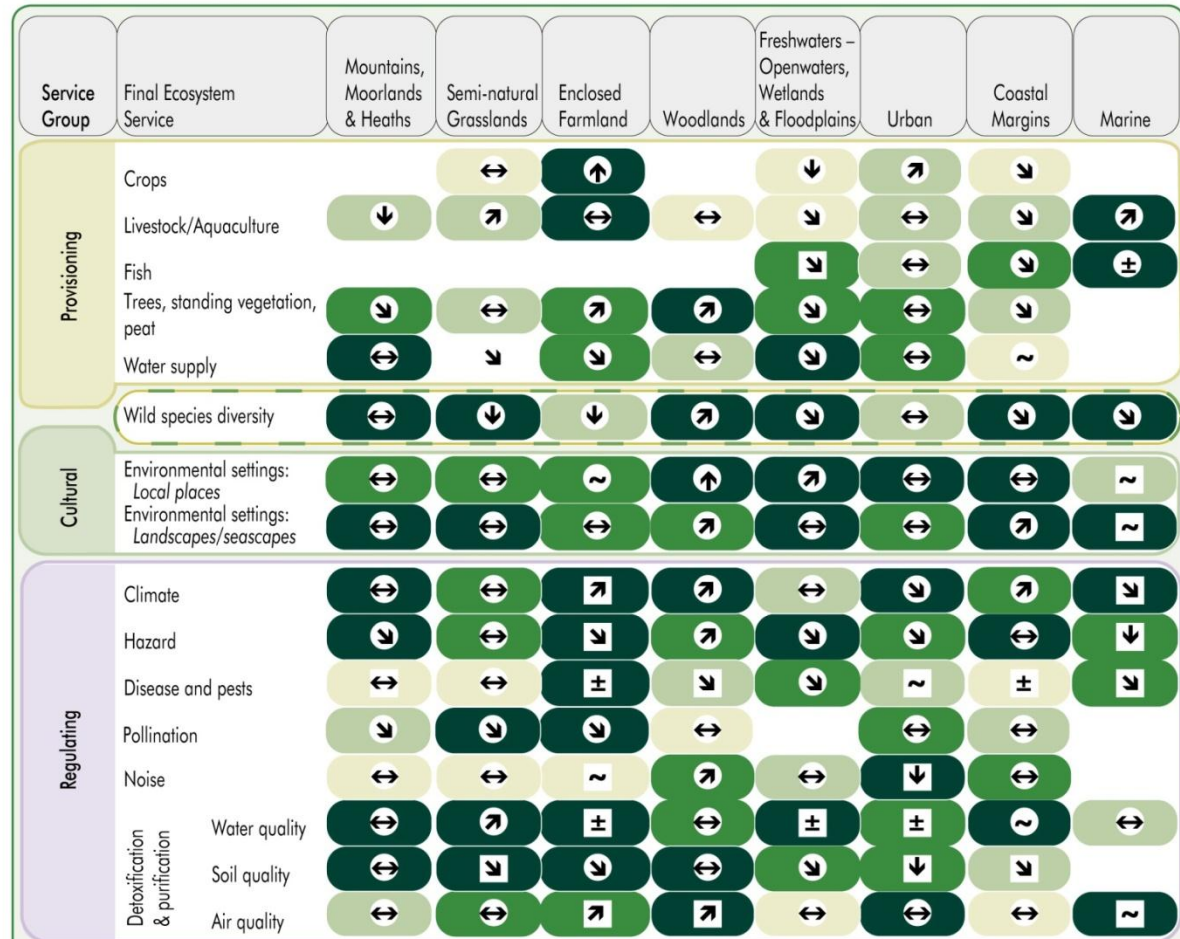 Service
Group
Final Ecosystem
Service
Mountains,
Moorlands
& Heaths
Semi-natural
Grasslands
Enclosed
Farmland
Woodlands
Freshwaters –
Openwaters,
Wetlands
& Floodplains
Urban
Coastal
Margins
Marine
Provisioning
Crops
↔ ↑ ↓ ↗ ↘
Livestock/Aquaculture
↓ ↗ ↔ ↔ ↘ ↔ ↘ ↗
Fish
↘ ↔ ↘ ±
Trees, standing vegetation,
peat
↘ ↔ ↗ ↗ ↘ ↔ ↘
Water supply
↔ ↘ ↘ ↔ ↘ ↔ ~
Wild species diversity
↔ ↓ ↓ ↗ ↘ ↔ ↘ ↘
Cultural
Environmental settings:
Local places
↔ ↔ ~ ↑ ↗ ↔ ↔ ~
Environmental settings:
Landscapes/seascapes
↔ ↔ ↔ ↗ ↔ ↔ ↗ ~
Regulating
Climate
↔ ↔ ↗ ↗ ↔ ↘ ↗ ↘
Hazard
↘ ↔ ↘ ↗ ↘ ↘ ↔ ↓
Disease and pests
↔ ↔ ± ↘ ↘ ~ ± ↘
Pollination
↘ ↘ ↘ ↔ ↔ ↔
Noise
↔ ↔ ~ ↗ ↔ ↓ ↔
Detoxification
& purification
Water quality
↔ ↗ ± ↔ ± ± ~ ↔
Soil quality
↔ ↘ ↘ ↔ ↘ ↓ ↘
Air quality
↔ ↔ ↗ ↗ ↔ ↔ ↔ ~